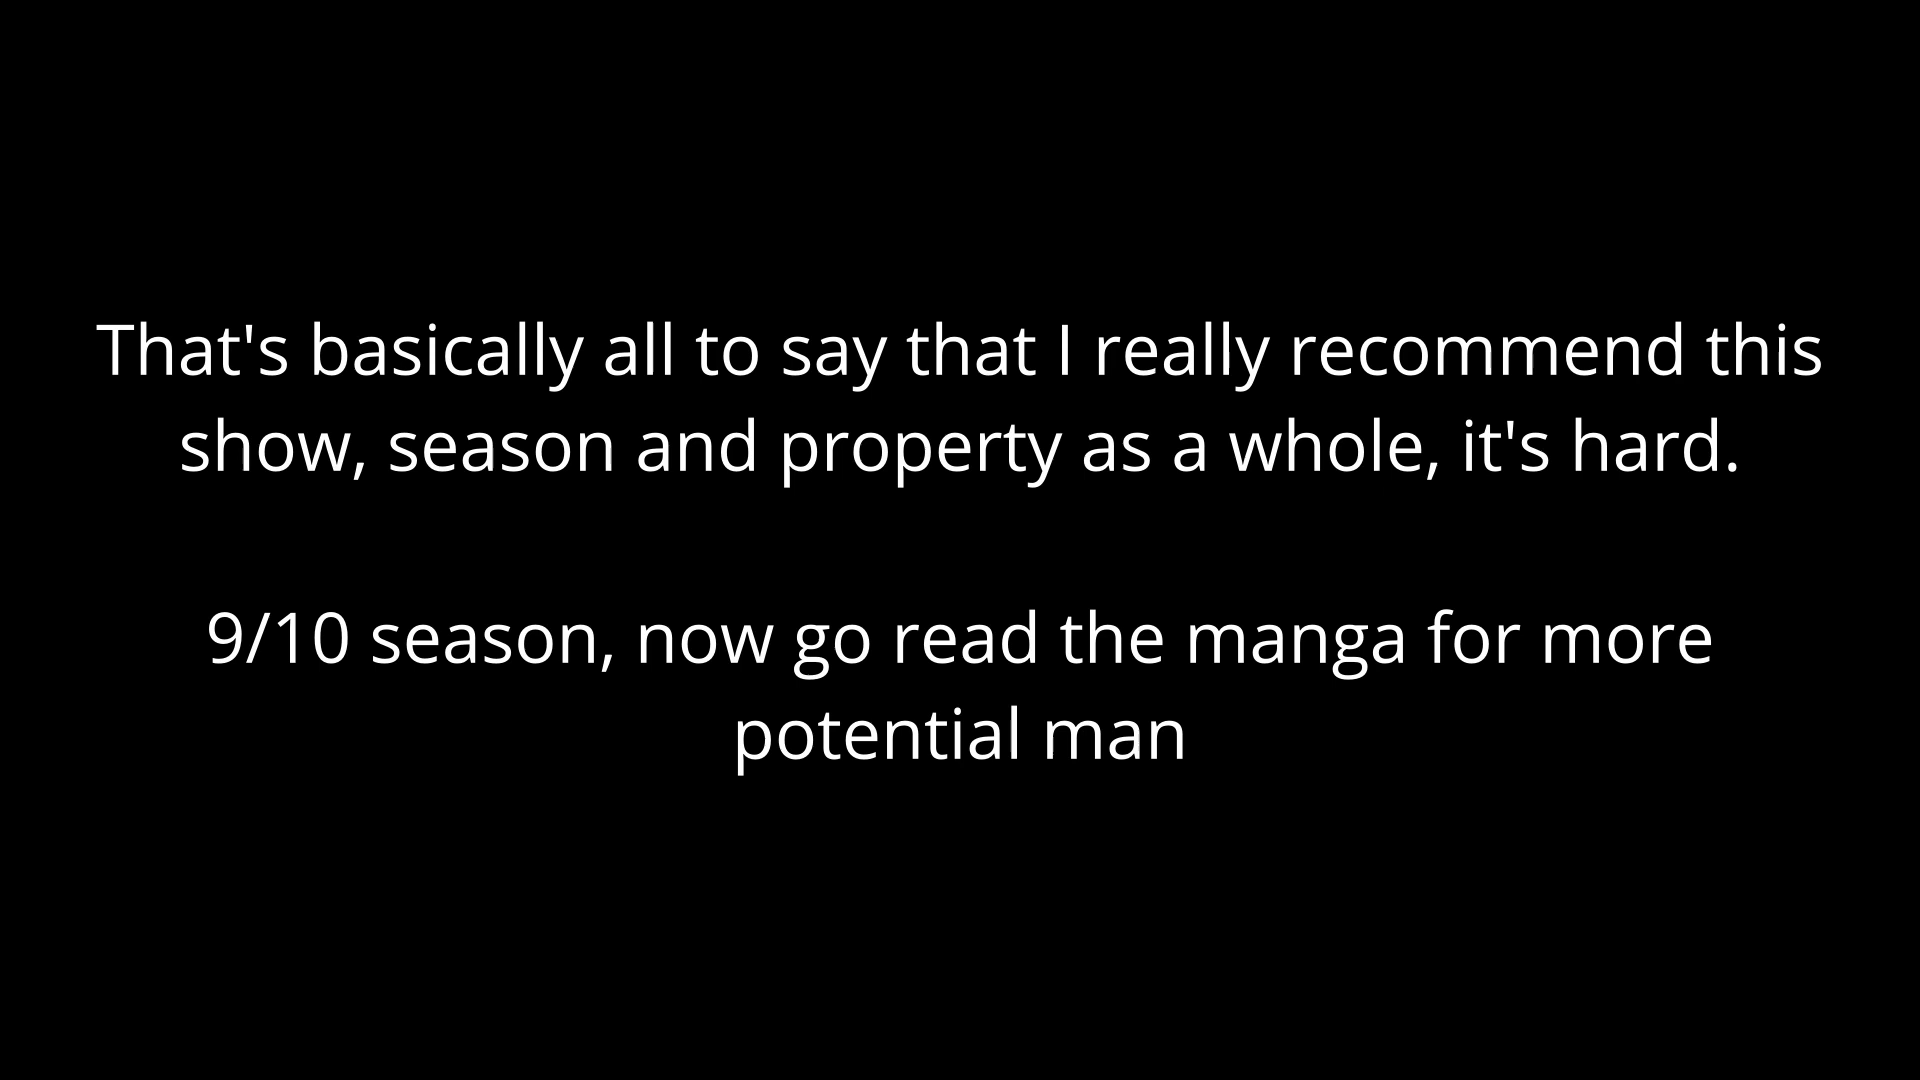 That's basically all to say that I really recommend this
show, season and property as a whole, it's hard.
9/10 season, now go read the manga for more
potential man